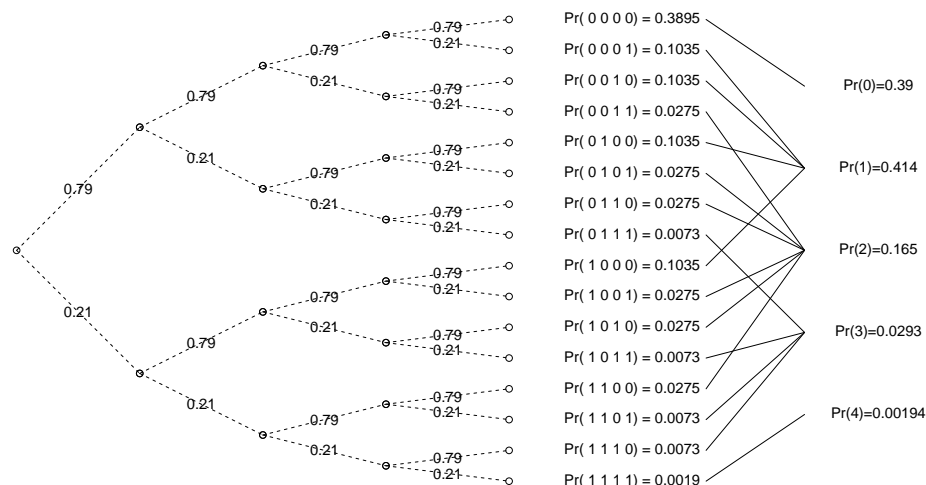 0.79
0.21
0.79
0.21
0.79
0.21
0.79
0.21
0.79
0.21
0.79
0.21
0.79
0.21
0.79
0.21
0.79
0.21
0.79
0.21
0.79
0.21
0.79
0.21
0.79
0.21
0.79
0.21
0.79
0.21
Pr( 0 0 0 0) = 0.3895
Pr( 0 0 0 1) = 0.1035
Pr( 0 0 1 0) = 0.1035
Pr( 0 0 1 1) = 0.0275
Pr( 0 1 0 0) = 0.1035
Pr( 0 1 0 1) = 0.0275
Pr( 0 1 1 0) = 0.0275
Pr( 0 1 1 1) = 0.0073
Pr( 1 0 0 0) = 0.1035
Pr( 1 0 0 1) = 0.0275
Pr( 1 0 1 0) = 0.0275
Pr( 1 0 1 1) = 0.0073
Pr( 1 1 0 0) = 0.0275
Pr( 1 1 0 1) = 0.0073
Pr( 1 1 1 0) = 0.0073
Pr( 1 1 1 1) = 0.0019
Pr(0)=0.39
Pr(1)=0.414
Pr(2)=0.165
Pr(3)=0.0293
Pr(4)=0.00194